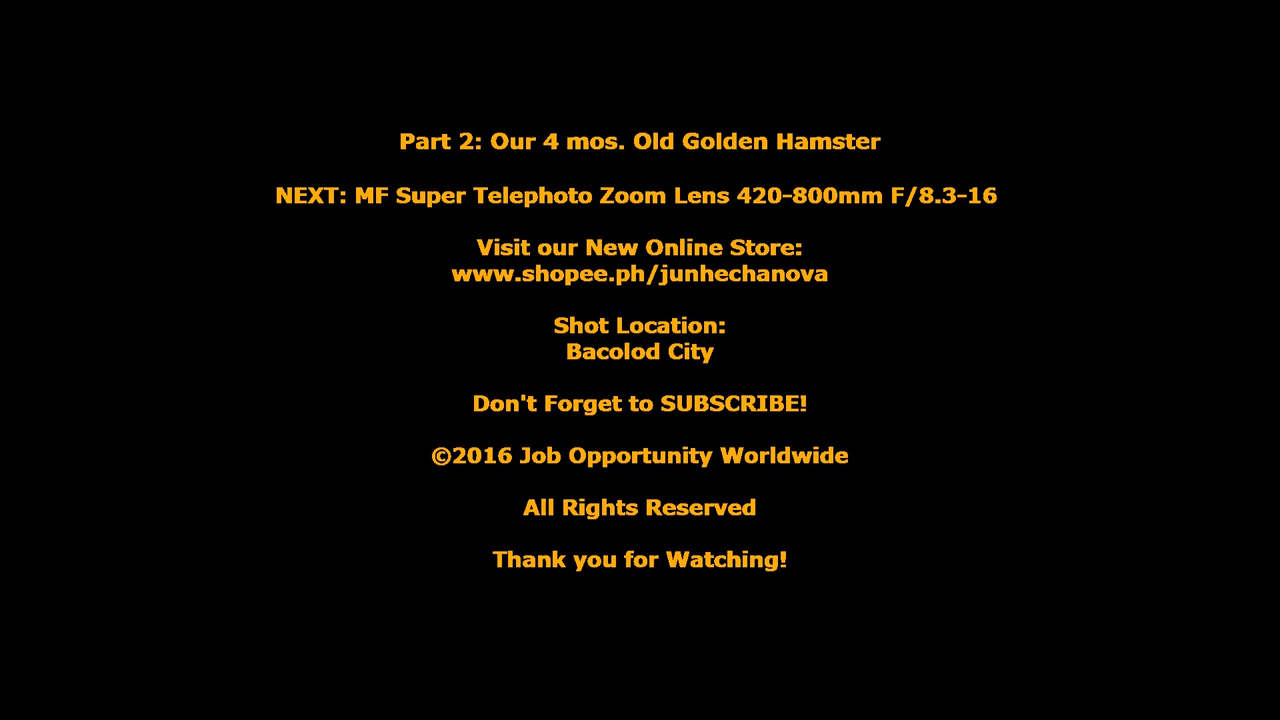 Part 2: Our 4 mos. Old Golden Hamster
NEXT: MF Super Telephoto Zoom Lens 420-800mm F/8.3-16
Visit our New Online Store:
www.shopee.ph/junhechanova
Shot Location:
Bacolod City
Don't Forget to SUBSCRIBE!
©2016 Job Opportunity Worldwide
All Rights Reserved
Thank you for Watching!